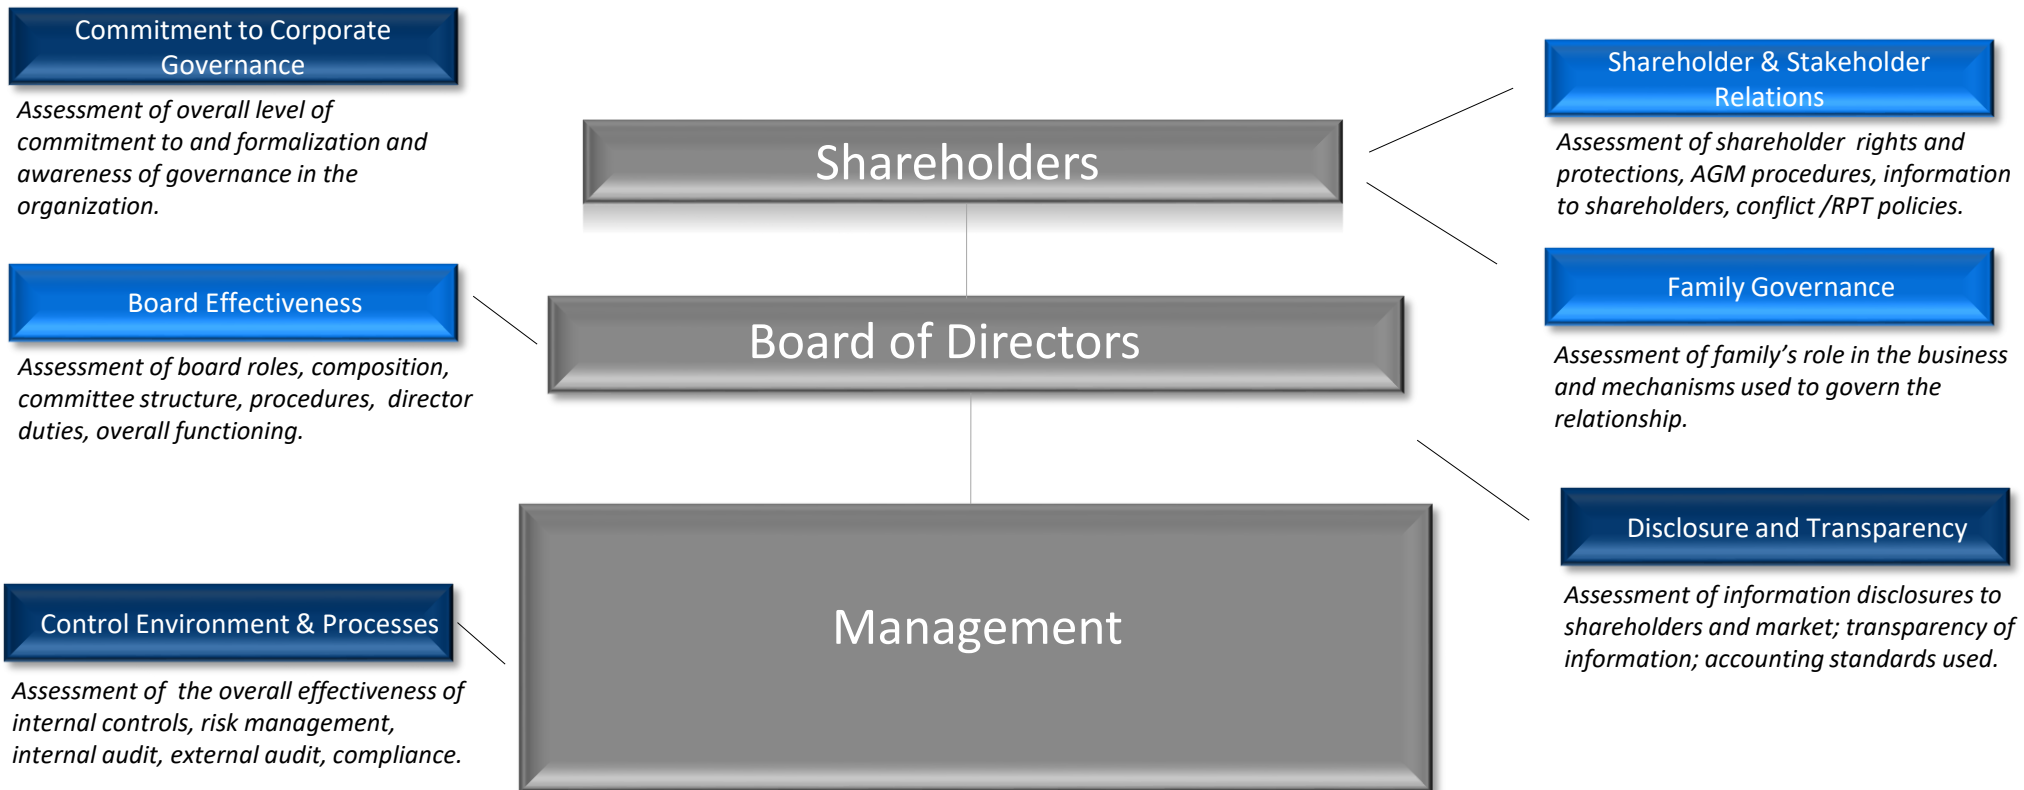 Commitment to Corporate
Governance
Assessment of overall level of
commitment to and formalization and
awareness of governance in the
organization.
Board Effectiveness
Assessment of board roles, composition,
committee structure, procedures, director
duties, overall functioning.
Control Environment & Processes
Assessment of the overall effectiveness of
internal controls, risk management,
internal audit, external audit, compliance.
Shareholders
Board of Directors
Management
Shareholder & Stakeholder
Relations
Assessment of shareholder rights and
protections, AGM procedures, information
to shareholders, conflict /RPT policies.
Family Governance
Assessment of family’s role in the business
and mechanisms used to govern the
relationship.
Disclosure and Transparency
Assessment of information disclosures to
shareholders and market; transparency of
information; accounting standards used.